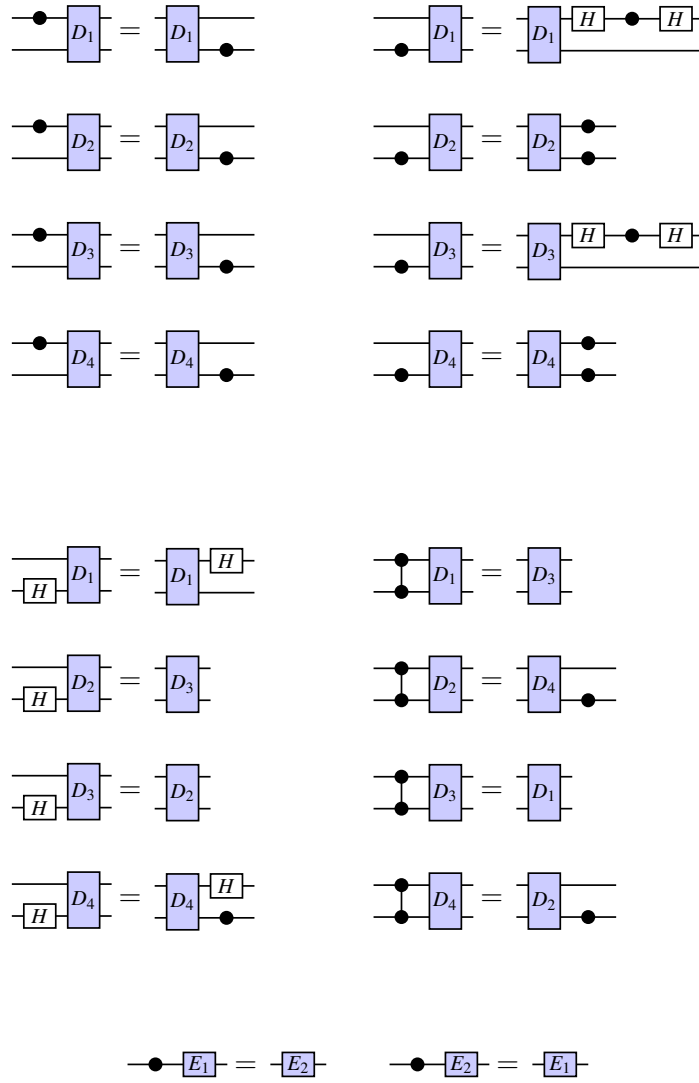 D₁ = D₁ D₁ = D₁ H H
D₂ = D₂ D₂ = D₂
D₃ = D₃ D₃ = D₃ H H
D₄ = D₄ D₄ = D₄
H D₁ = D₁ H D₁ = D₃
H D₂ = D₃ D₂ = D₄
H D₃ = D₂ D₃ = D₁
H D₄ = D₄ H D₄ = D₂
E₁ = E₂ E₂ = E₁